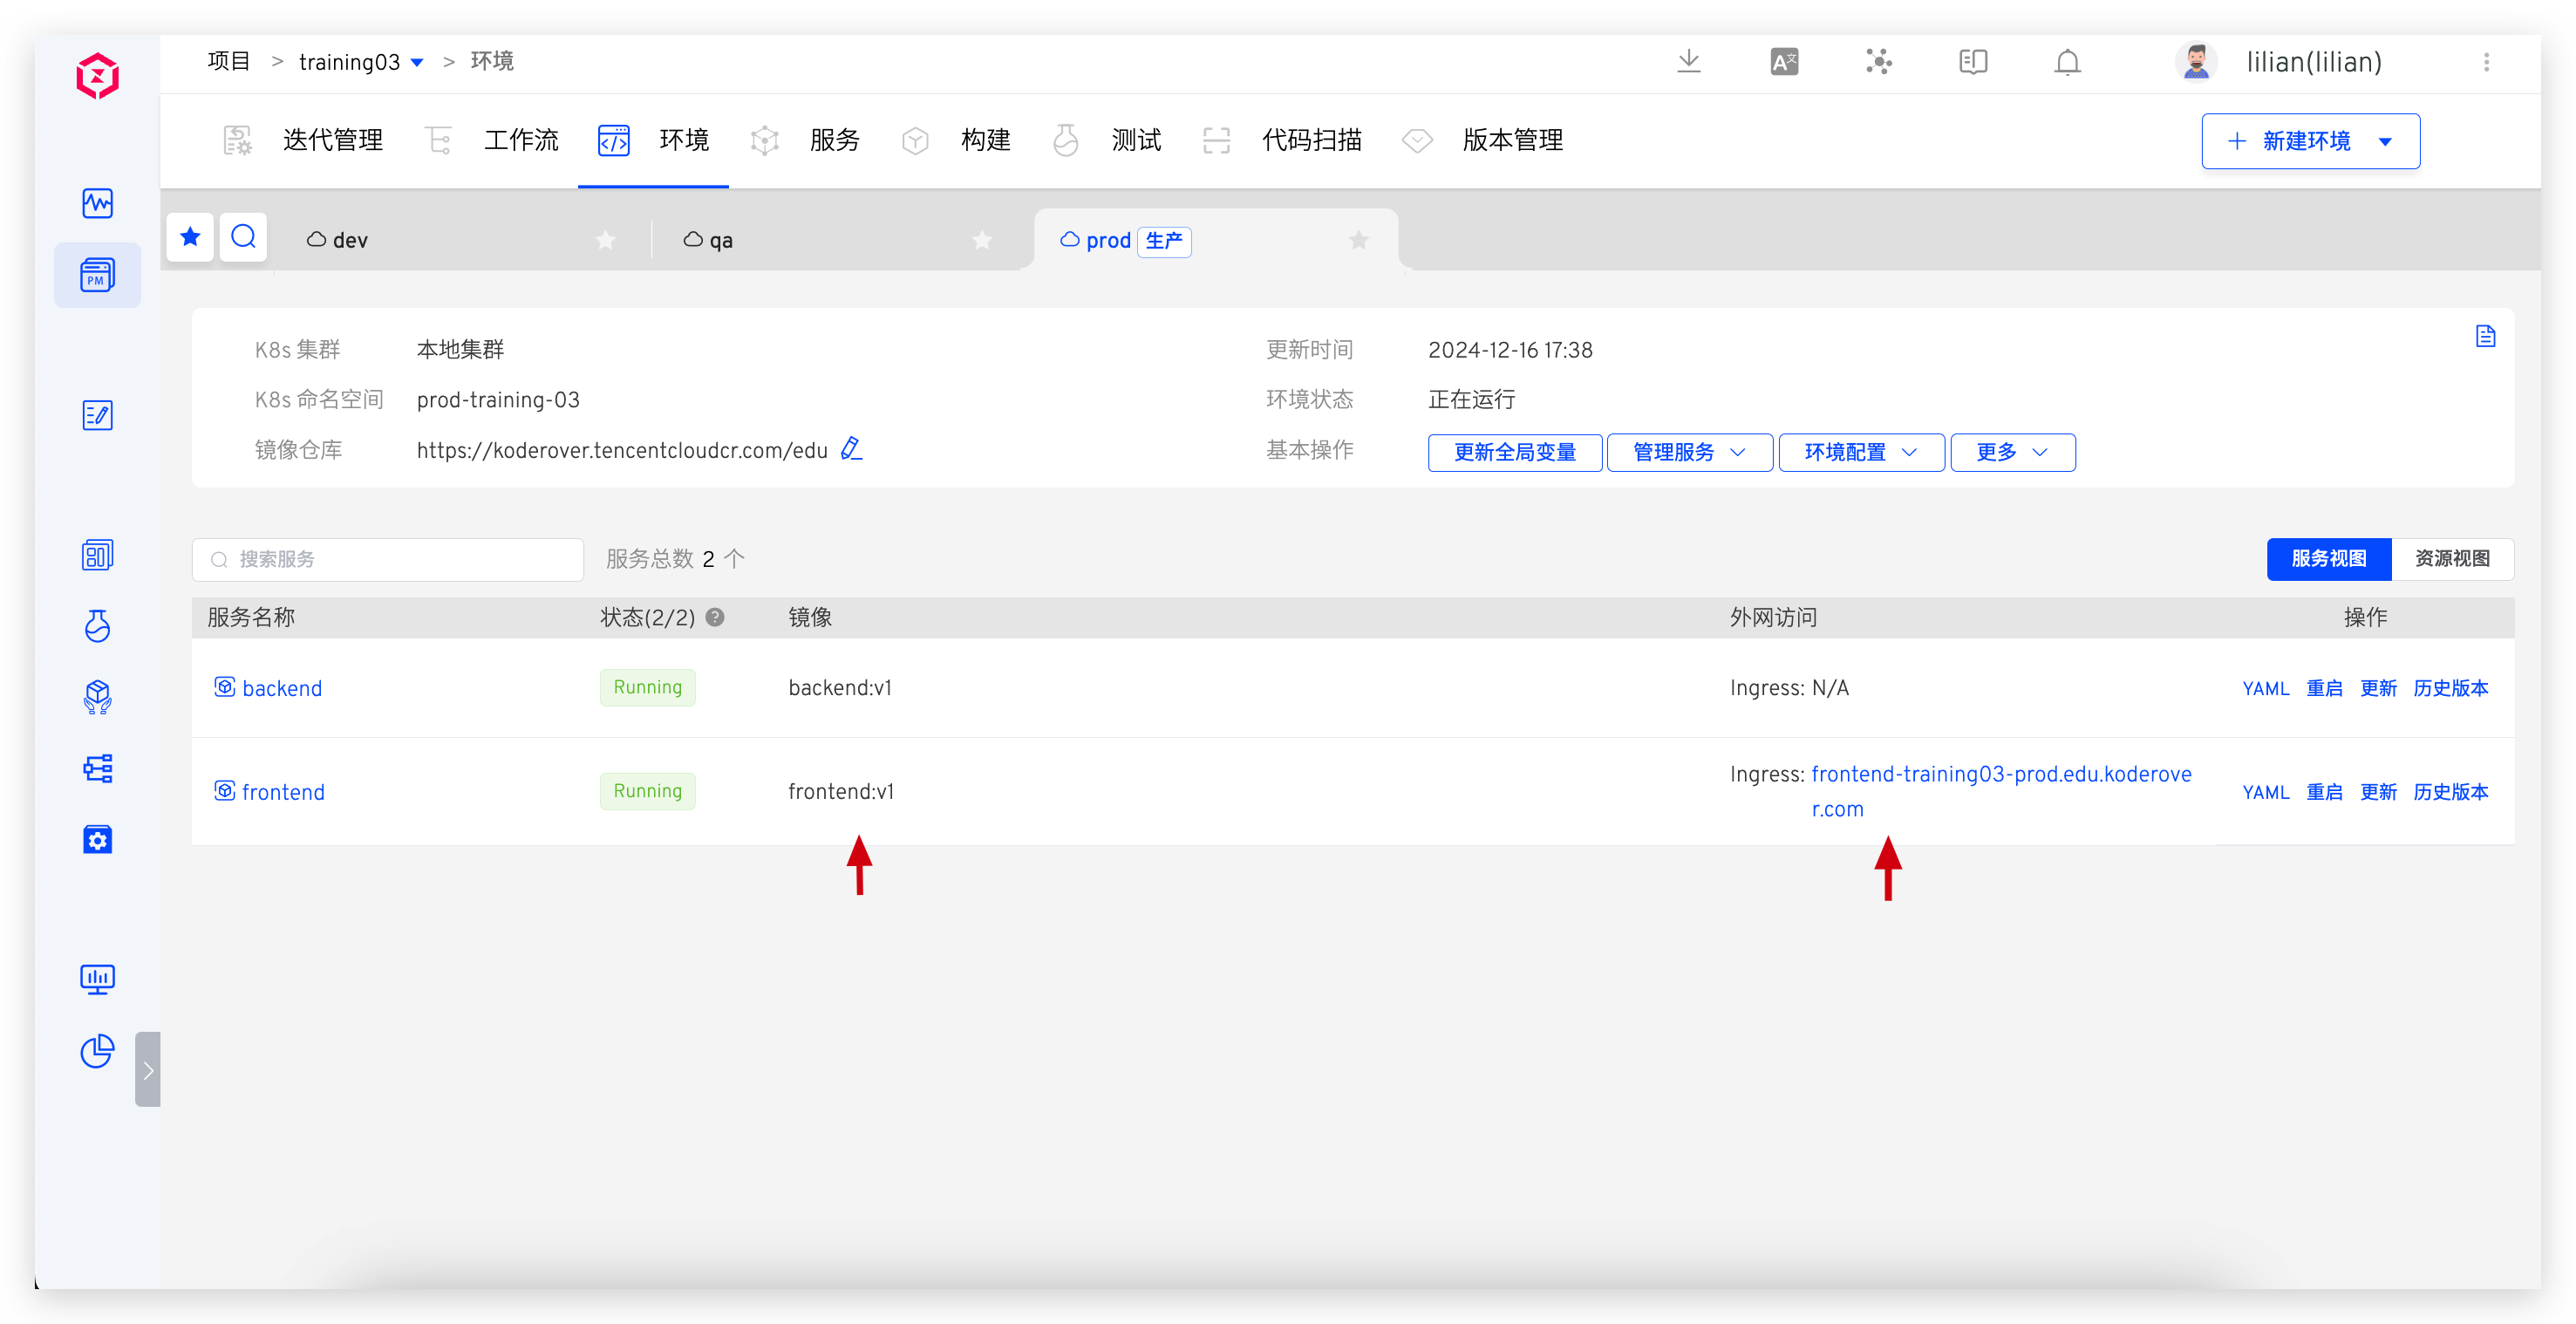 项目 > training03 > 环境
lilian(lilian)
迭代管理 工作流 环境 服务 构建 测试 代码扫描 版本管理
+ 新建环境
dev
qa
prod 生产
PM
K8s 集群 本地集群
更新时间 2024-12-16 17:38
K8s 命名空间 prod-training-03
环境状态 正在运行
镜像仓库 https://koderover.tencentcloudcr.com/edu
基本操作 更新全局变量 管理服务 环境配置 更多
搜索服务
服务总数 2 个
服务视图 资源视图
服务名称 状态(2/2) ? 镜像 外网访问 操作
backend Running backend:v1 Ingress: N/A YAML 重启 更新 历史版本
frontend Running frontend:v1 Ingress: frontend-training03-prod.edu.koderove
r.com YAML 重启 更新 历史版本